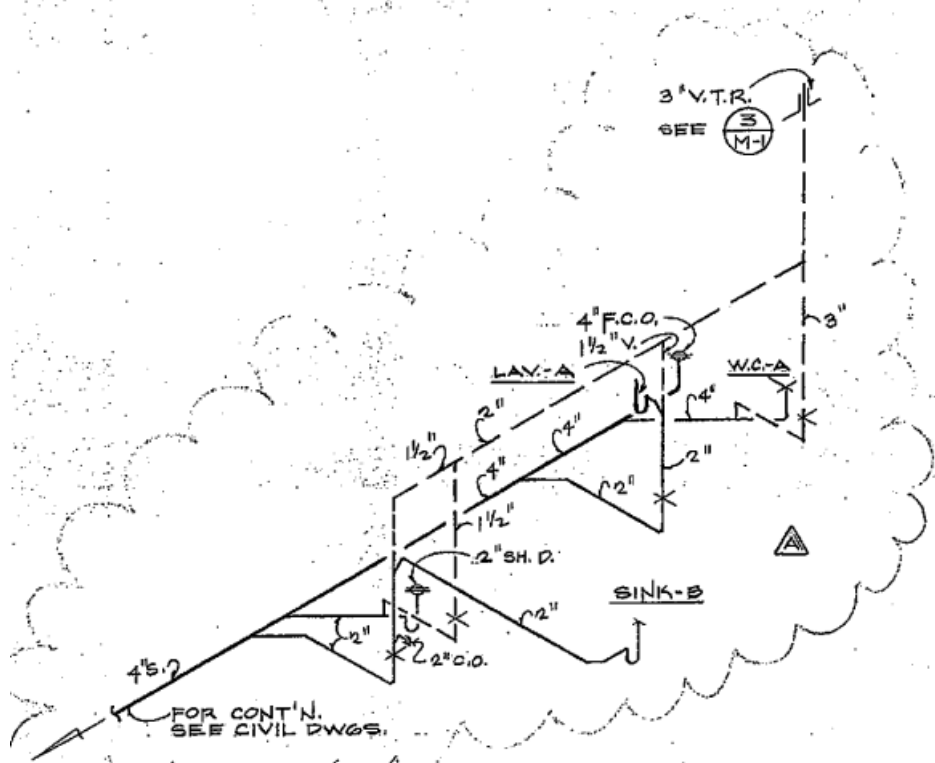 3" V.T.R.
SEE 3
M-1
4" F.C.O.
1½" V.
3"
LAV.-A
W.C.-A
4"
2"
4"
1½"
4"
2"
2"
1½"
2" SH. D.
A
SINK-B
2"
2"
2" C.O.
4" S.
FOR CONT'N.
SEE CIVIL DWGS.